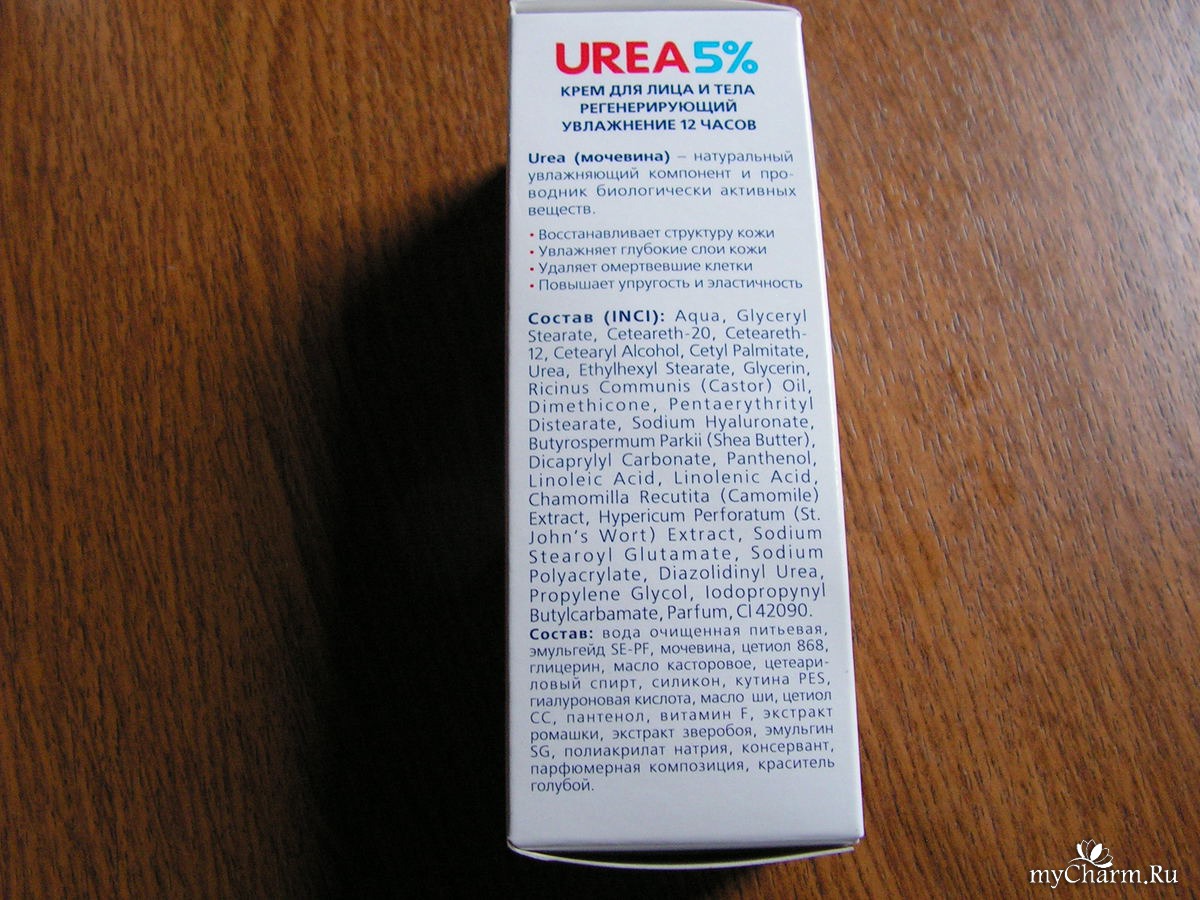 UREA 5%
КРЕМ ДЛЯ ЛИЦА И ТЕЛА
РЕГЕНЕРИРУЮЩИЙ
УВЛАЖНЕНИЕ 12 ЧАСОВ
Urea (мочевина) – натуральный
увлажняющий компонент и про-
водник биологически активных
веществ.
• Восстанавливает структуру кожи
• Увлажняет глубокие слои кожи
• Удаляет омертвевшие клетки
• Повышает упругость и эластичность
Состав (INCI): Aqua, Glyceryl
Stearate, Ceteareth-20, Ceteareth-
12, Cetearyl Alcohol, Cetyl Palmitate,
Urea, Ethylhexyl Stearate, Glycerin,
Ricinus Communis (Castor) Oil,
Dimethicone, Pentaerythrityl
Distearate, Sodium Hyaluronate,
Butyrospermum Parkii (Shea Butter),
Dicaprylyl Carbonate, Panthenol,
Linoleic Acid, Linolenic Acid,
Chamomilla Recutita (Camomile)
Extract, Hypericum Perforatum (St.
John's Wort) Extract, Sodium
Stearoyl Glutamate, Sodium
Polyacrylate, Diazolidinyl Urea,
Propylene Glycol, Iodopropynyl
Butylcarbamate, Parfum, CI 42090.
Состав: вода очищенная питьевая,
эмульгейд SE-PF, мочевина, цетиол 868,
глицерин, масло касторовое, цетеари-
ловый спирт, силикон, кутина PES,
гиалуроновая кислота, масло ши, цетиол
СС, пантенол, витамин F, экстракт
ромашки, экстракт зверобоя, эмульгин
SG, полиакрилат натрия, консервант,
парфюмерная композиция, краситель
голубой.
myCharm.Ru